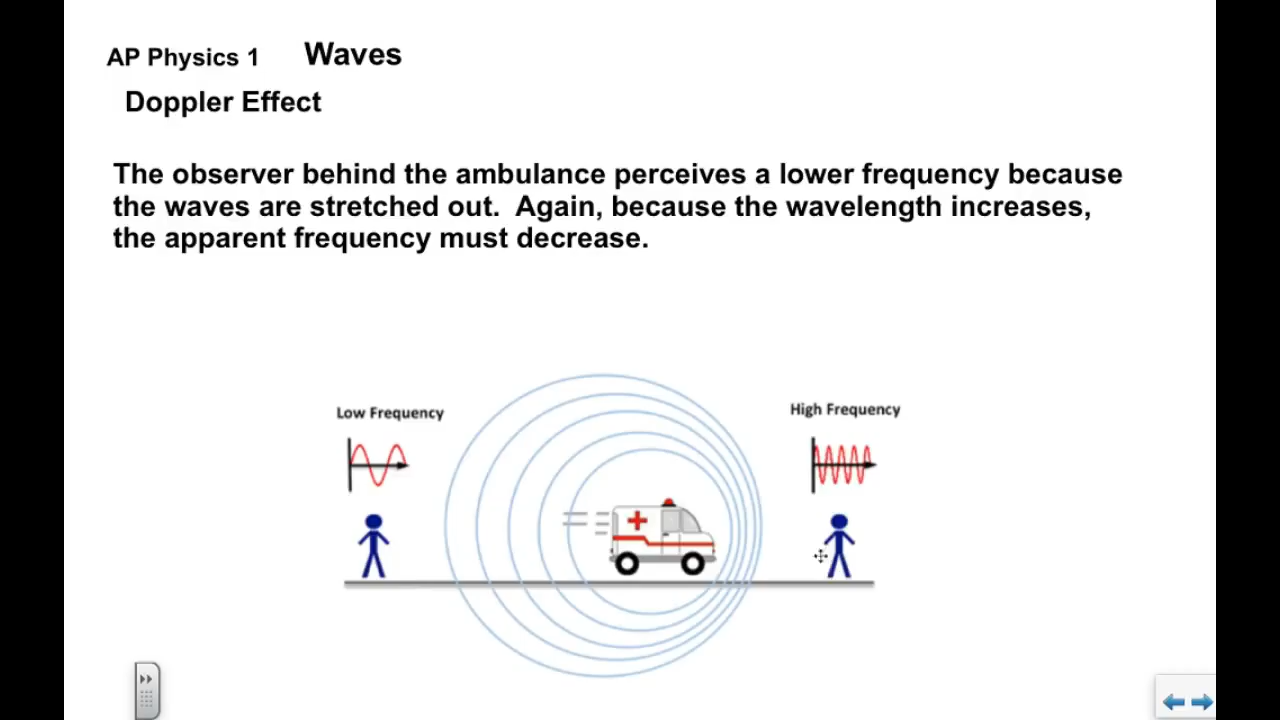 AP Physics 1 Waves
Doppler Effect
The observer behind the ambulance perceives a lower frequency because
the waves are stretched out. Again, because the wavelength increases,
the apparent frequency must decrease.
Low Frequency
High Frequency